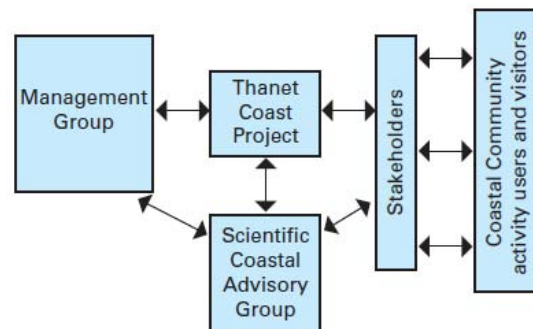 Management
Group
Thanet
Coast
Project
Scientific
Coastal
Advisory
Group
Stakeholders
Coastal Community
activity users and visitors